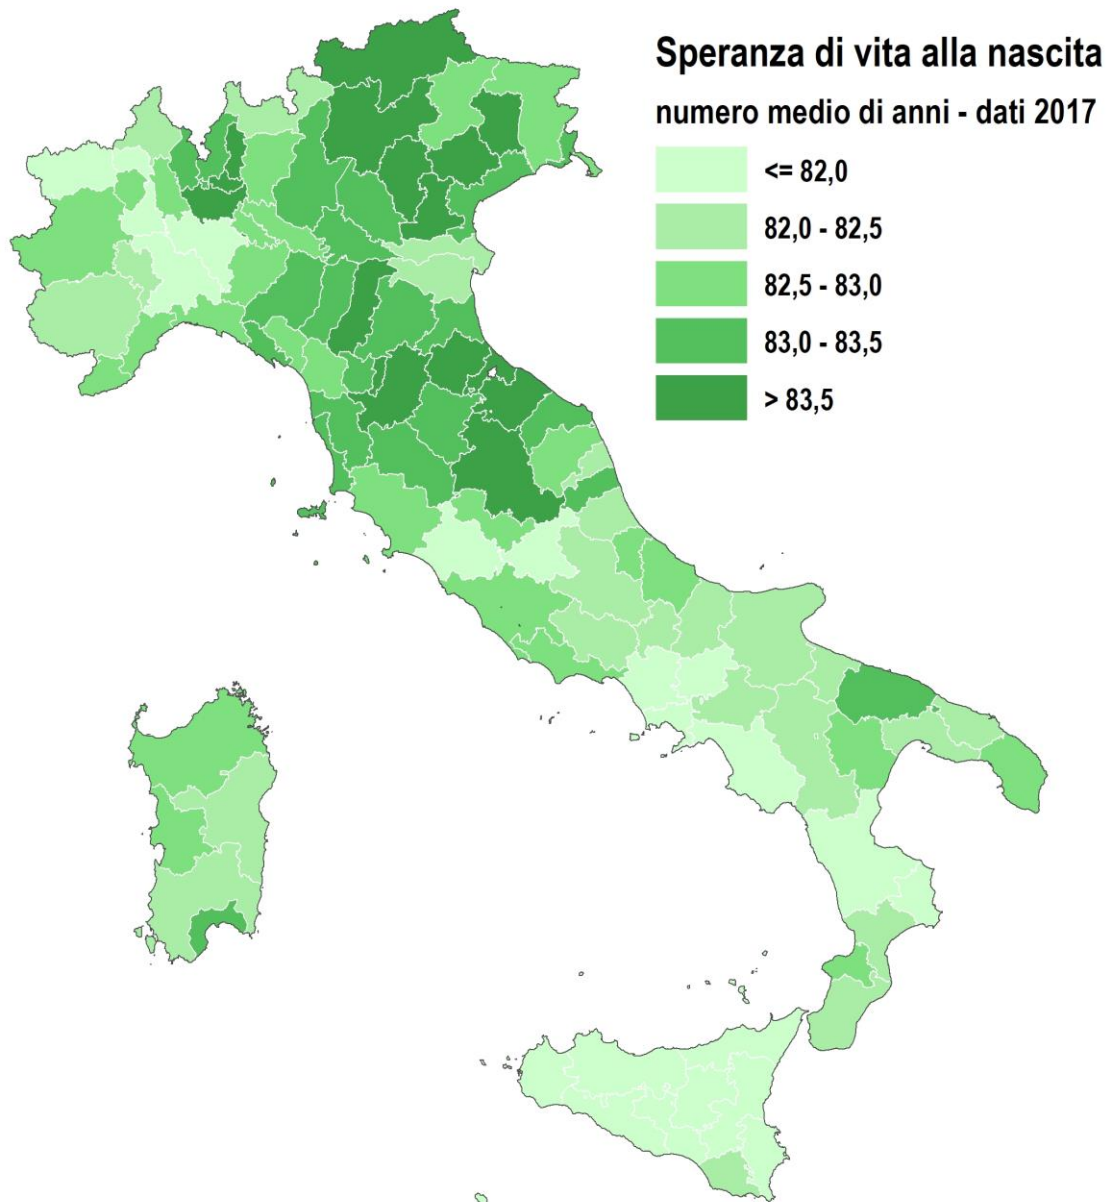 Speranza di vita alla nascita
numero medio di anni - dati 2017
<= 82,0
82,0 - 82,5
82,5 - 83,0
83,0 - 83,5
> 83,5